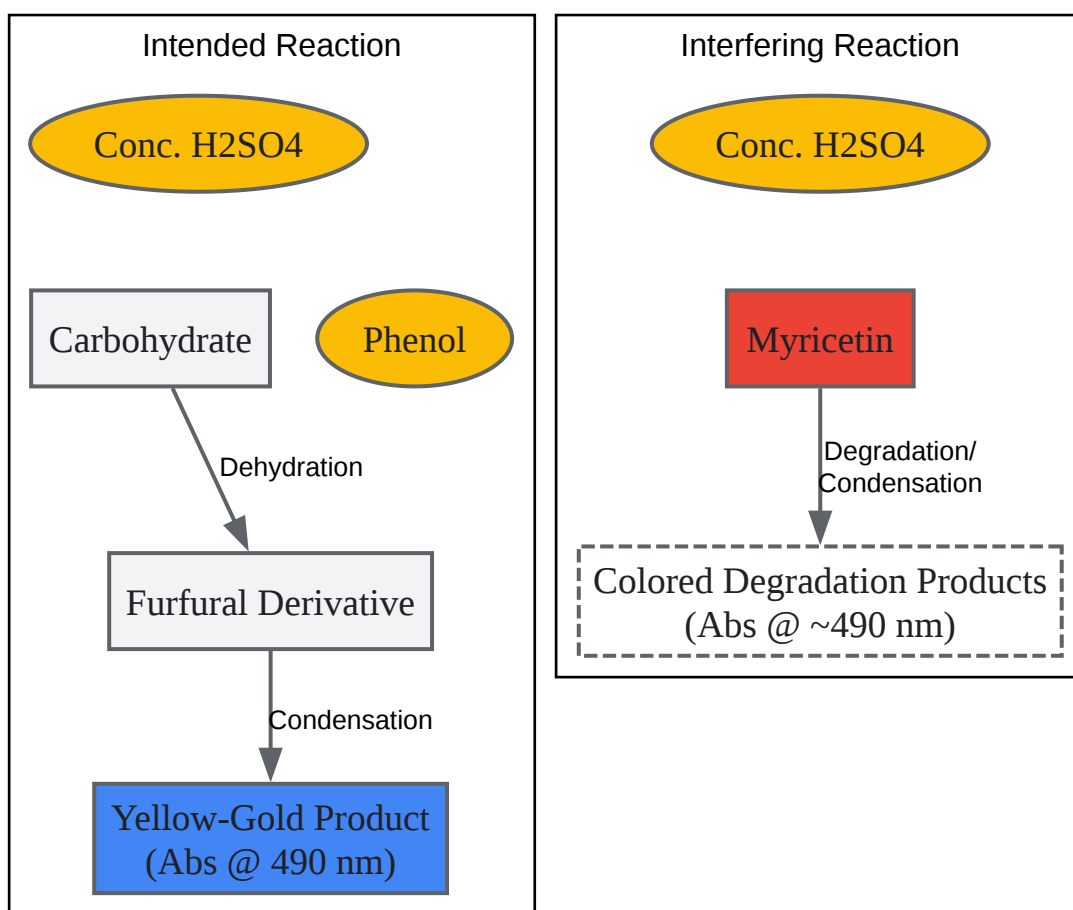 Intended Reaction
Conc. H2SO4
Carbohydrate
Phenol
Dehydration
Furfural Derivative
Condensation
Yellow-Gold Product
(Abs @ 490 nm)
Interfering Reaction
Conc. H2SO4
Myricetin
Degradation/
Condensation
Colored Degradation Products
(Abs @ ~490 nm)